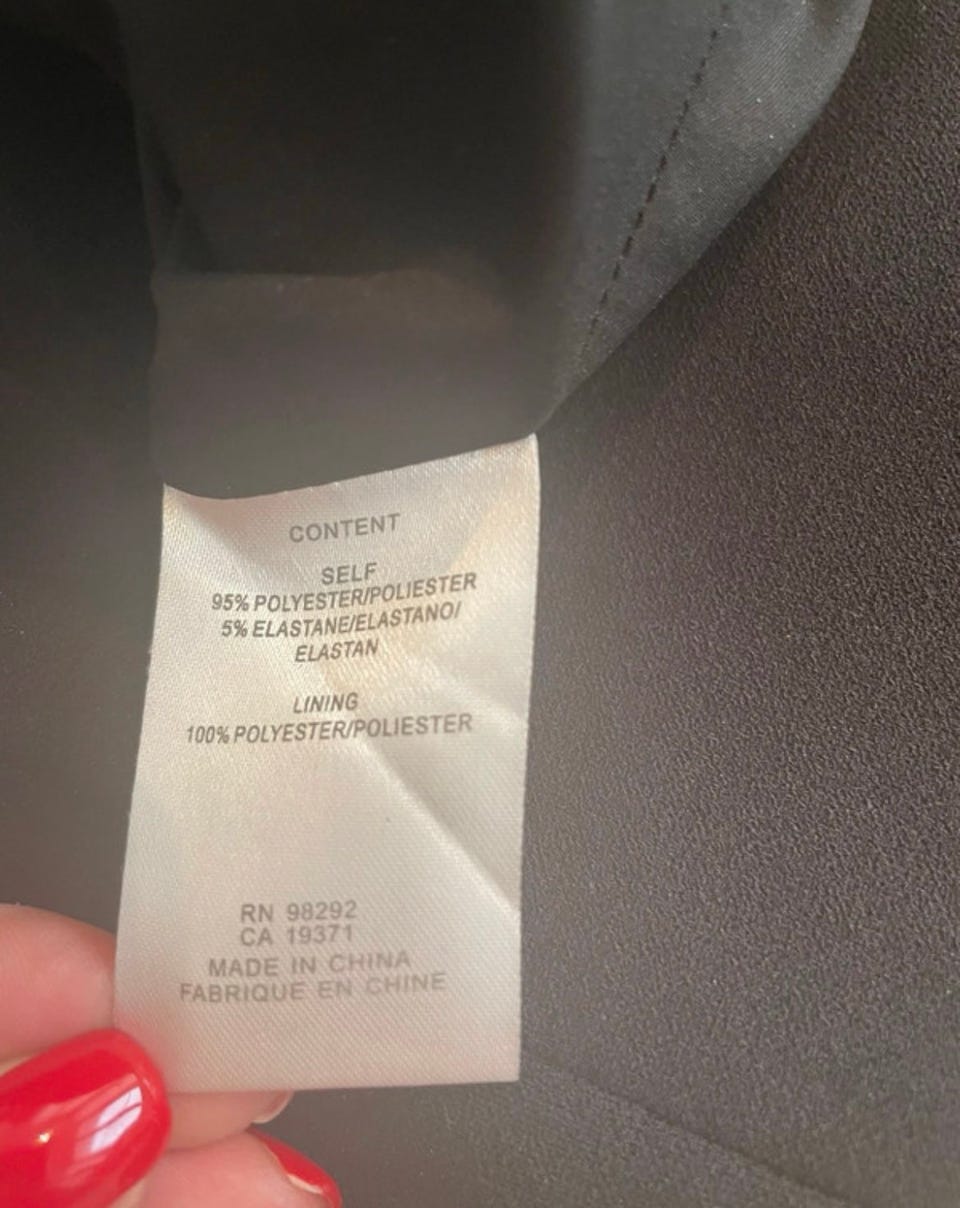 CONTENT
SELF
95% POLYESTER/POLIESTER
5% ELASTANE/ELASTANO/
ELASTAN
LINING
100% POLYESTER/POLIESTER
RN 98292
CA 19371
MADE IN CHINA
FABRIQUE EN CHINE